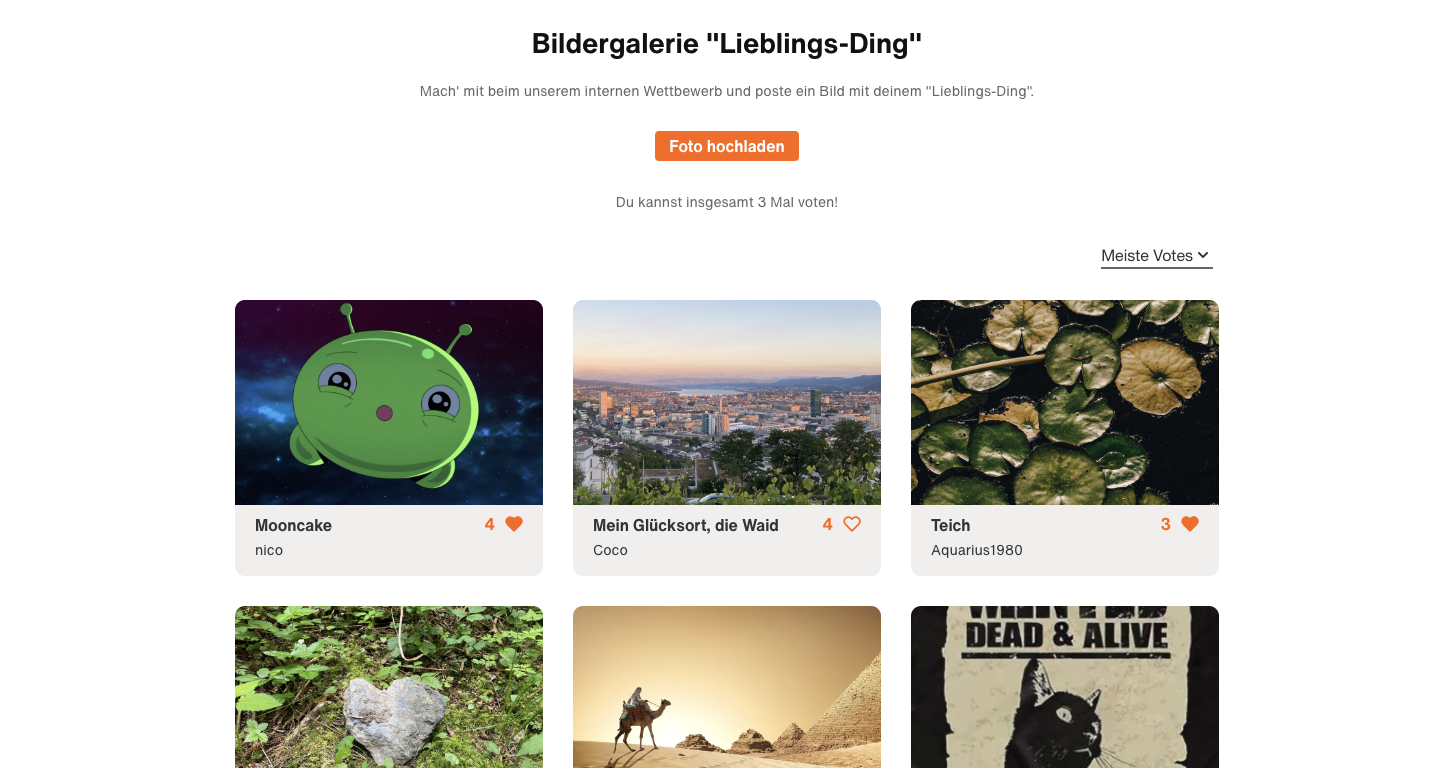 Bildergalerie "Lieblings-Ding"
Mach' mit beim unserem internen Wettbewerb und poste ein Bild mit deinem "Lieblings-Ding".
Foto hochladen
Du kannst insgesamt 3 Mal voten!
Meiste Votes
Mooncake 4
nico
Mein Glücksort, die Waid 4
Coco
Teich 3
Aquarius1980
WANTED
DEAD & ALIVE